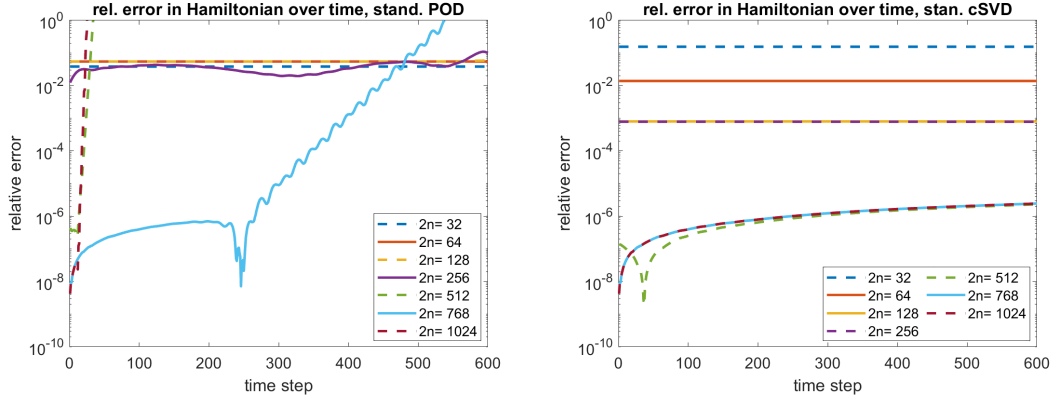 rel. error in Hamiltonian over time, stand. POD
relative error
10^0
10^-2
10^-4
10^-6
10^-8
10^-10
0 100 200 300 400 500 600
time step
2n= 32
2n= 64
2n= 128
2n= 256
2n= 512
2n= 768
2n= 1024
rel. error in Hamiltonian over time, stan. cSVD
relative error
10^0
10^-2
10^-4
10^-6
10^-8
10^-10
0 100 200 300 400 500 600
time step
2n= 32
2n= 64
2n= 128
2n= 256
2n= 512
2n= 768
2n= 1024